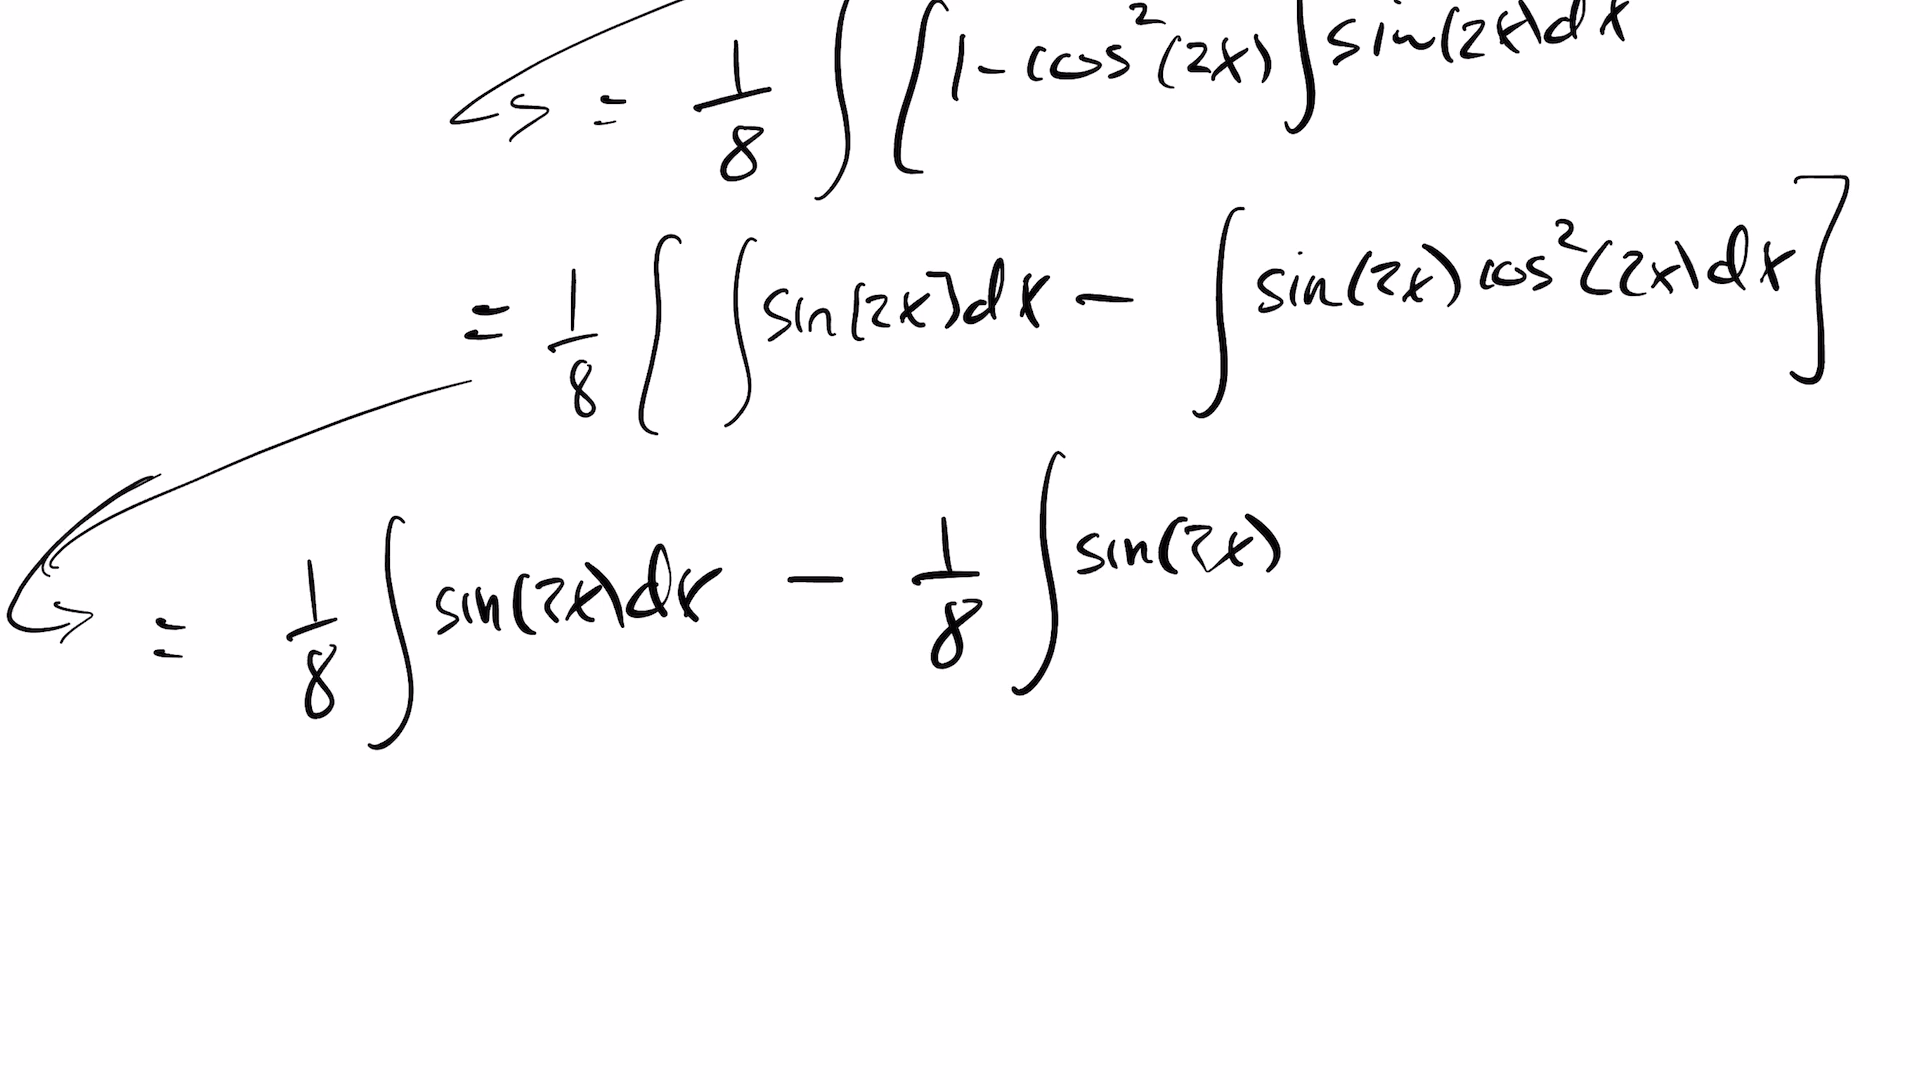 = 1/8 ∫ [1 - cos²(2x)] sin(2x) dx
= 1/8 [ ∫ sin(2x) dx - ∫ sin(2x) cos²(2x) dx ]
= 1/8 ∫ sin(2x) dx - 1/8 ∫ sin(2x)